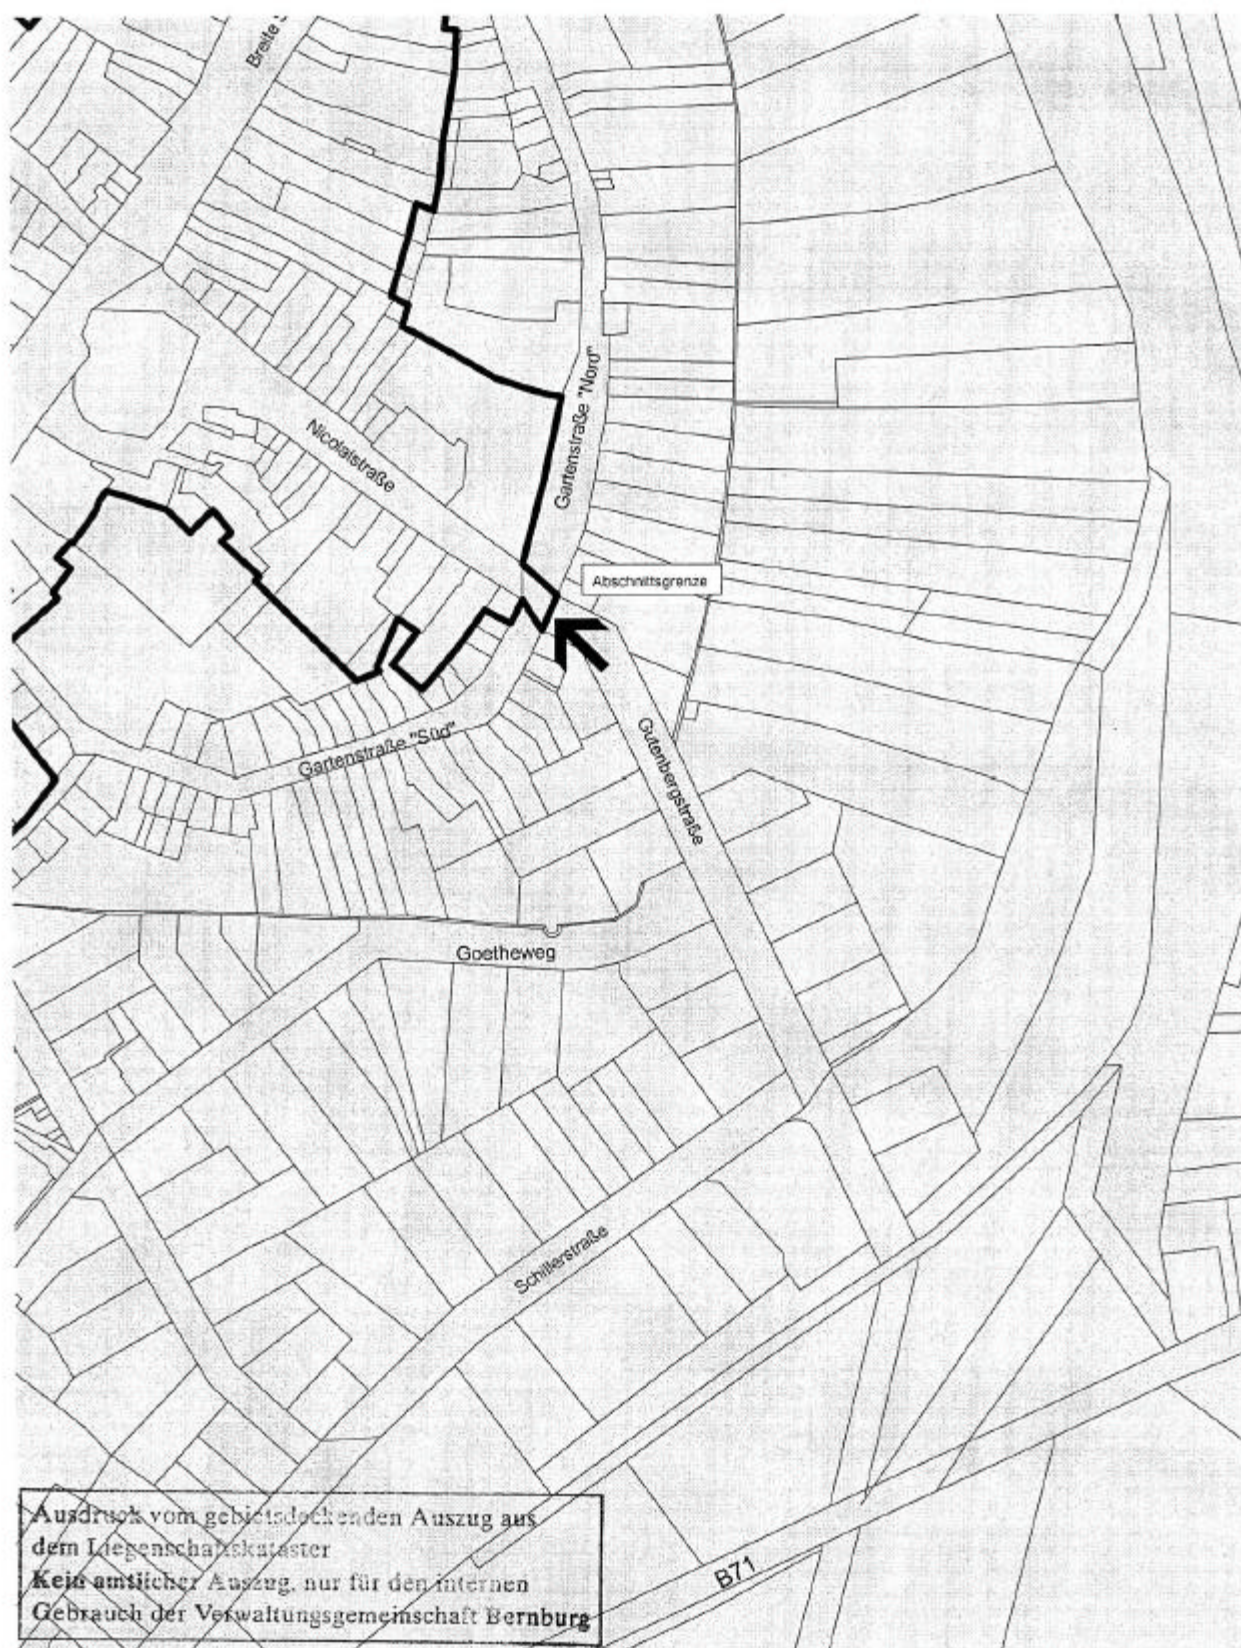 Breite
Gartenstraße "Nord"
Nicolaistraße
Abschnittsgrenze
Gartenstraße "Süd"
Gutenbergstraße
Goetheweg
Schillerstraße
B71
Ausdruck vom gebietsdeckenden Auszug aus
dem Liegenschaftskataster
Kein amtlicher Auszug, nur für den internen
Gebrauch der Verwaltungsgemeinschaft Bernburg